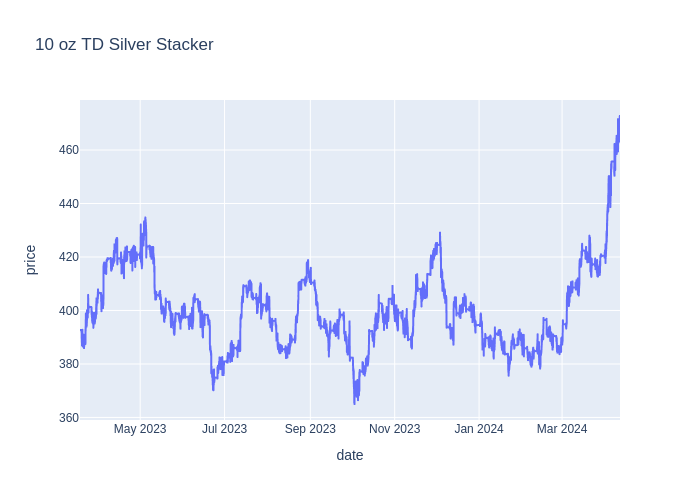 10 oz TD Silver Stacker
price
460
440
420
400
380
360
May 2023
Jul 2023
Sep 2023
Nov 2023
Jan 2024
Mar 2024
date